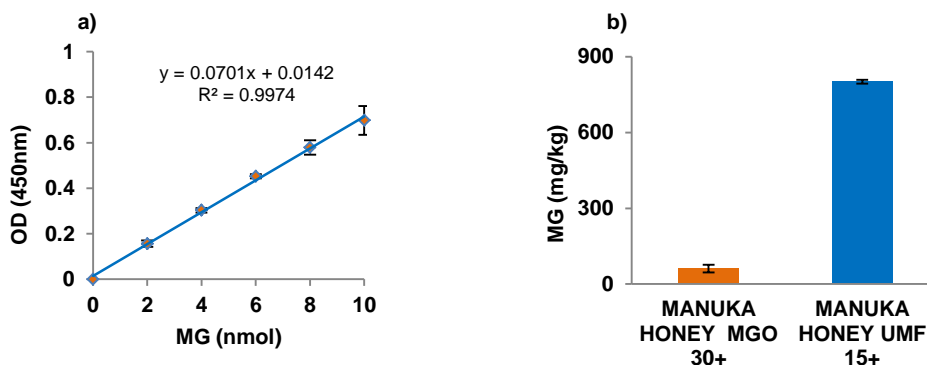 a)
OD (450nm)
1
0.8
0.6
0.4
0.2
0
y = 0.0701x + 0.0142
R² = 0.9974
0 2 4 6 8 10
MG (nmol)
b)
MG (mg/kg)
900
600
300
0
MANUKA
HONEY MGO
30+
MANUKA
HONEY UMF
15+